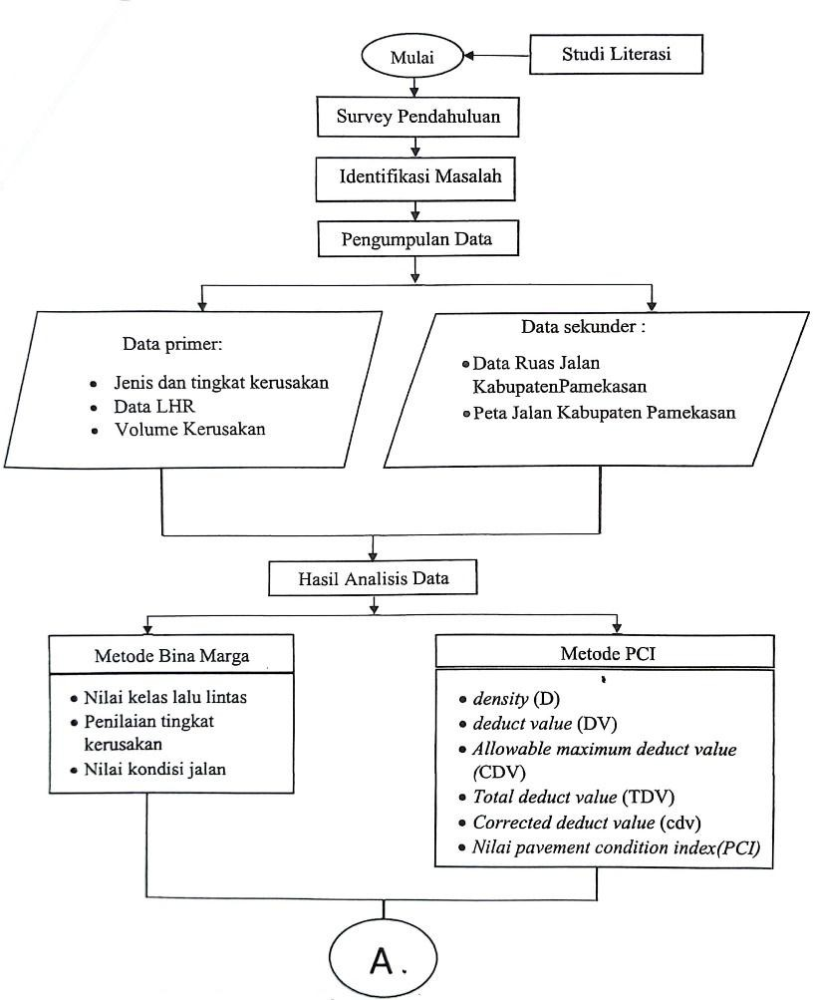 Mulai
Studi Literasi
Survey Pendahuluan
Identifikasi Masalah
Pengumpulan Data
Data primer:
• Jenis dan tingkat kerusakan
• Data LHR
• Volume Kerusakan
Data sekunder :
• Data Ruas Jalan
KabupatenPamekasan
• Peta Jalan Kabupaten Pamekasan
Hasil Analisis Data
Metode Bina Marga
• Nilai kelas lalu lintas
• Penilaian tingkat
kerusakan
• Nilai kondisi jalan
Metode PCI
• density (D)
• deduct value (DV)
• Allowable maximum deduct value
(CDV)
• Total deduct value (TDV)
• Corrected deduct value (cdv)
• Nilai pavement condition index(PCI)
A.